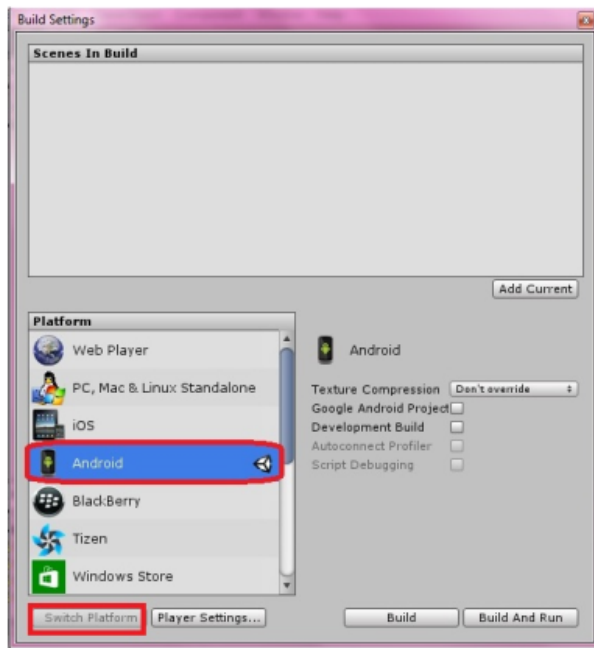 Build Settings
Scenes In Build
Add Current
Platform
Web Player
PC, Mac & Linux Standalone
iOS
Android
BlackBerry
Tizen
Windows Store
Android
Texture Compression Don't override
Google Android Project
Development Build
Autoconnect Profiler
Script Debugging
Switch Platform Player Settings... Build Build And Run